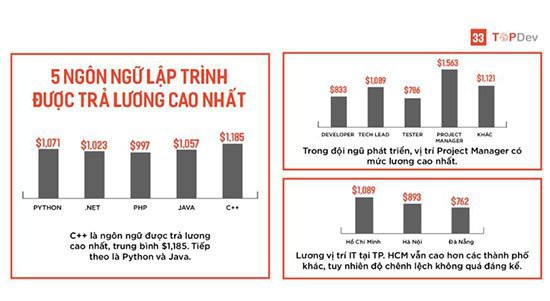 33 TOPDev
5 NGÔN NGỮ LẬP TRÌNH
ĐƯỢC TRẢ LƯƠNG CAO NHẤT
$1,071 $1,023 $997 $1,057 $1,185
PYTHON .NET PHP JAVA C++
C++ là ngôn ngữ được trả lương
cao nhất, trung bình $1,185. Tiếp
theo là Python và Java.
$833 $1,089 $786 $1,563 $1,121
DEVELOPER TECH LEAD TESTER PROJECT MANAGER KHÁC
Trong đội ngũ phát triển, vị trí Project Manager có
mức lương cao nhất.
$1,089 $893 $762
Hồ Chí Minh Hà Nội Đà Nẵng
Lương vị trí IT tại TP. HCM vẫn cao hơn các thành phố
khác, tuy nhiên độ chênh lệch không quá đáng kể.